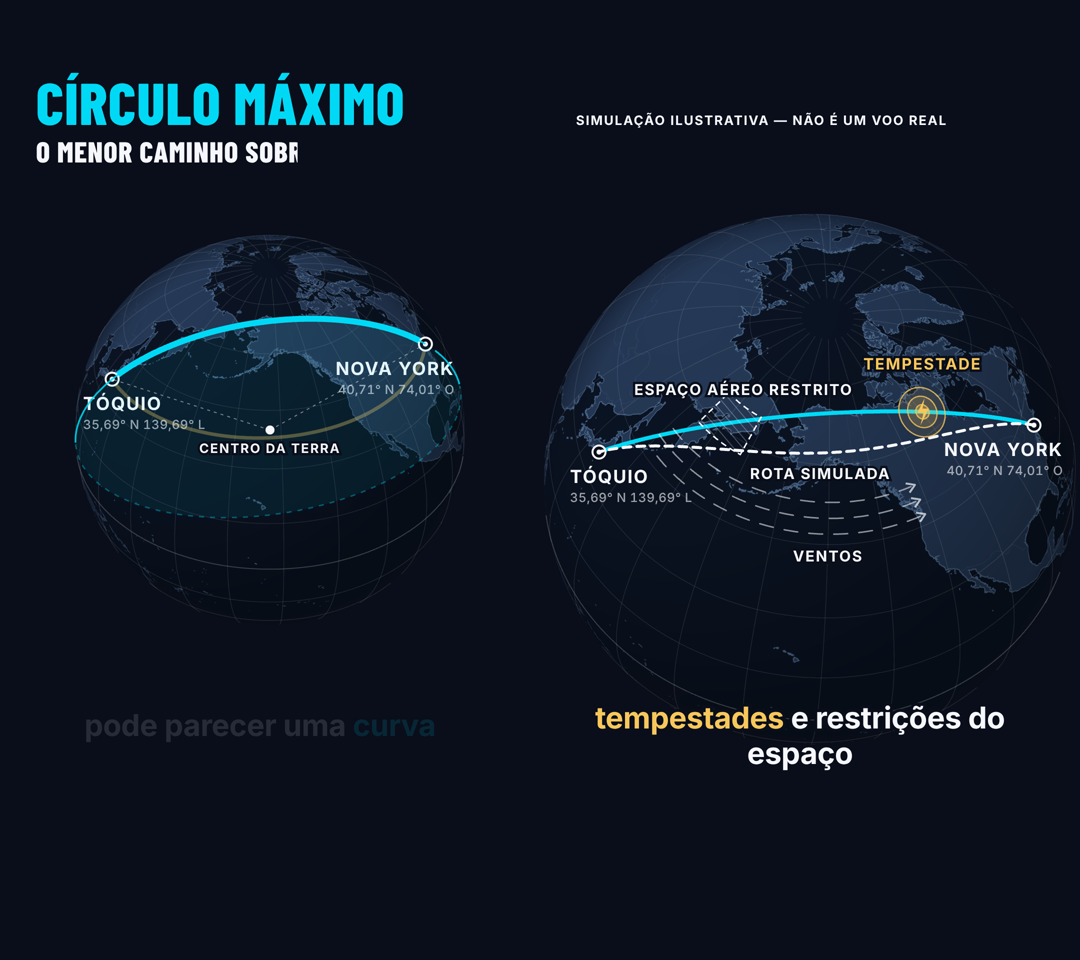 CÍRCULO MÁXIMO
O MENOR CAMINHO
NOVA YORK
40,71° N 74,01° O
TÓQUIO
35,69° N 139,69° L
CENTRO DA TERRA
pode parecer uma curva
SIMULAÇÃO ILUSTRATIVA — NÃO É UM VOO REAL
TEMPESTADE
ESPAÇO AÉREO RESTRITO
NOVA YORK
40,71° N 74,01° O
TÓQUIO
35,69° N 139,69° L
ROTA SIMULADA
VENTOS
tempestades e restrições do
espaço